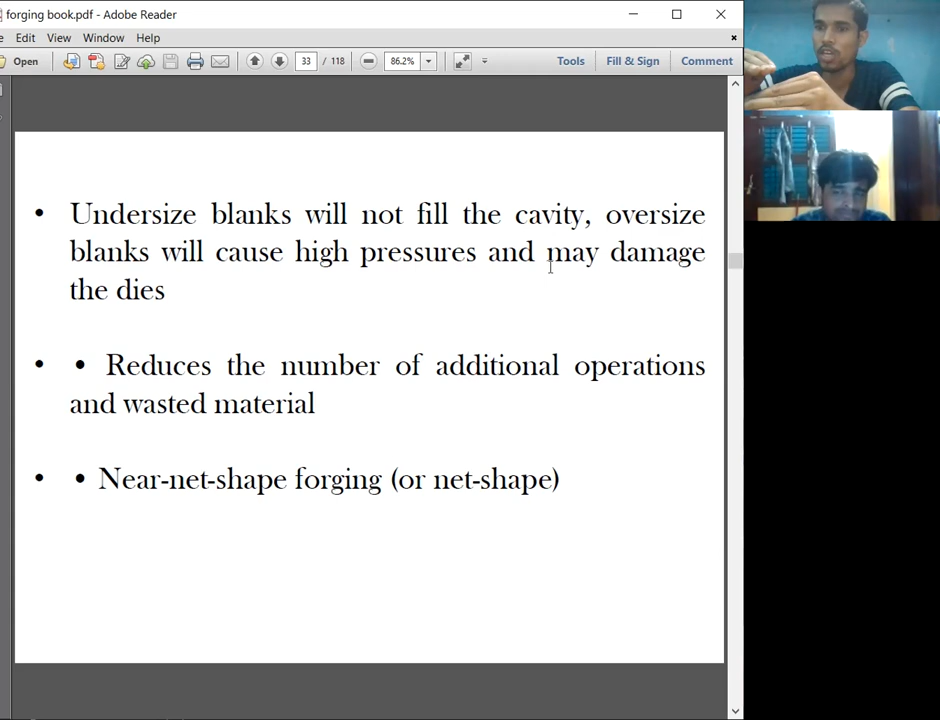 forging book.pdf - Adobe Reader
e Edit View Window Help
Open 33 / 118 86.2% Tools Fill & Sign Comment
• Undersize blanks will not fill the cavity, oversize
blanks will cause high pressures and may damage
the dies
• • Reduces the number of additional operations
and wasted material
• • Near-net-shape forging (or net-shape)